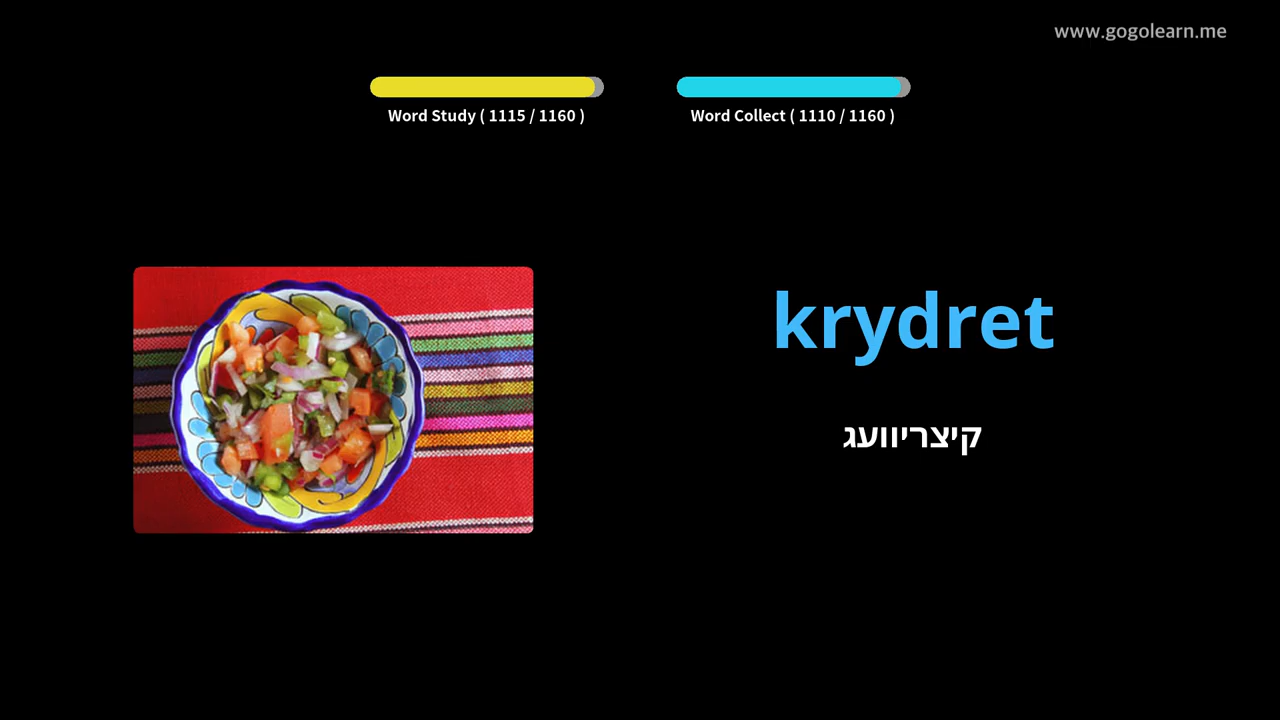 www.gogolearn.me
Word Study ( 1115 / 1160 )
Word Collect ( 1110 / 1160 )
krydret
קיצריוועג